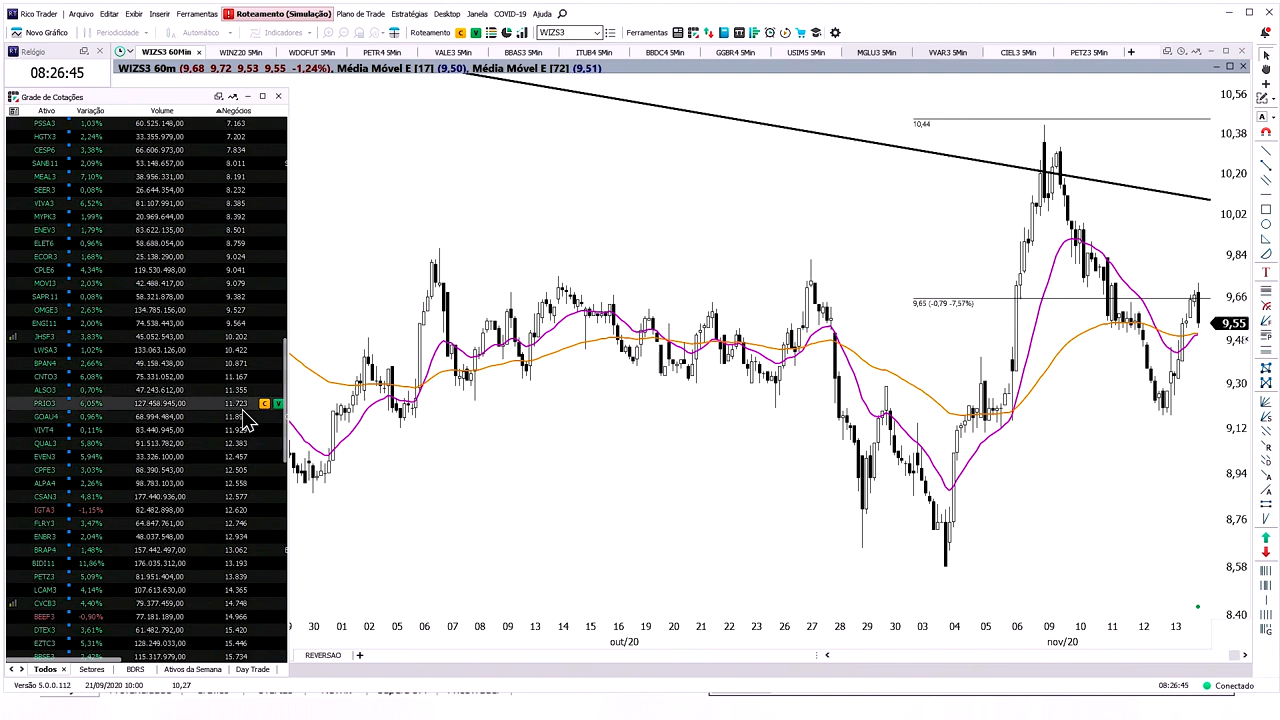 Rico Trader Arquivo Editar Exibir Inserir Ferramentas Roteamento (Simulação) Plano de Trade Estratégias Desktop Janela COVID-19 Ajuda
Novo Gráfico Periodicidade Automático Indicadores Roteamento C V WIZS3 Ferramentas
Relógio
WIZS3 60Min WINZ20 5Min WDOFUT 5Min PETR4 5Min VALE3 5Min BBAS3 5Min ITUB4 5Min BBDC4 5Min GGBR4 5Min USIM5 5Min MGLU3 5Min VVAR3 5Min CIEL3 5Min PETZ3 5Min
08:26:45
WIZS3 60m (9,68 9,72 9,53 9,55 -1,24%), Média Móvel E [17] (9,50), Média Móvel E [72] (9,51)
Grade de Cotações
Ativo Variação Volume Negócios
PSSA3 1,03% 60.525.148,00 7.163
HGTX3 2,24% 33.355.979,00 7.202
CESP6 3,38% 66.606.973,00 7.834
SANB11 2,09% 53.148.657,00 8.011
MEAL3 7,10% 38.956.331,00 8.191
SEER3 0,08% 26.644.354,00 8.232
VIVA3 6,52% 81.107.991,00 8.385
MYPK3 1,99% 20.969.644,00 8.392
ENEV3 1,79% 83.622.135,00 8.501
ELET6 0,96% 58.688.054,00 8.759
ECOR3 1,68% 25.138.290,00 9.024
CPLE6 4,34% 119.530.498,00 9.041
MOVI3 2,03% 42.488.417,00 9.079
SAPR11 0,08% 58.321.878,00 9.382
OMGE3 2,63% 134.785.156,00 9.527
ENGI11 2,00% 74.538.443,00 9.564
JHSF3 3,83% 45.052.543,00 10.202
LWSA3 1,02% 133.063.126,00 10.422
BPAN4 2,66% 49.158.438,00 10.871
CNTO3 6,08% 75.331.052,00 11.167
ALSO3 0,70% 47.243.612,00 11.355
PRIO3 6,05% 127.458.945,00 11.723 C V
GOAU4 0,96% 68.994.484,00
VIVT4 0,11% 83.440.945,00
QUAL3 5,80% 91.513.782,00 12.383
EVEN3 5,94% 33.326.100,00 12.457
CPFE3 3,03% 88.390.543,00 12.505
ALPA4 2,26% 98.783.103,00 12.558
CSAN3 4,81% 177.440.936,00 12.577
IGTA3 -1,15% 82.482.898,00 12.620
FLRY3 3,47% 64.847.761,00 12.746
ENBR3 2,04% 48.037.548,00 12.934
BRAP4 1,48% 157.442.497,00 13.062
BIDI11 11,86% 176.035.312,00 13.193
PETZ3 5,09% 81.951.404,00 13.839
LCAM3 4,14% 107.613.630,00 14.365
CVCB3 4,40% 79.377.459,00 14.748
BEEF3 -0,90% 77.181.189,00 14.966
DTEX3 3,61% 61.482.792,00 15.420
EZTC3 5,31% 128.249.033,00 15.446
115.317.979,00 15.734
Todos Setores BDRS Ativos da Semana Day Trade
10,44
9,65 (-0,79 -7,57%)
10,56
10,38
10,20
10,02
9,84
9,66
9,55
9,30
9,12
8,94
8,76
8,58
8.40
30 01 02 05 06 07 08 09 13 14 15 16 19 20 21 22 23 26 27 28 29 30 03 04 05 06 09 10 11 12 13
out/20 nov/20
REVERSAO
Versão 5.0.0.112 21/09/2020 10:00 10,27 08:26:45 Conectado